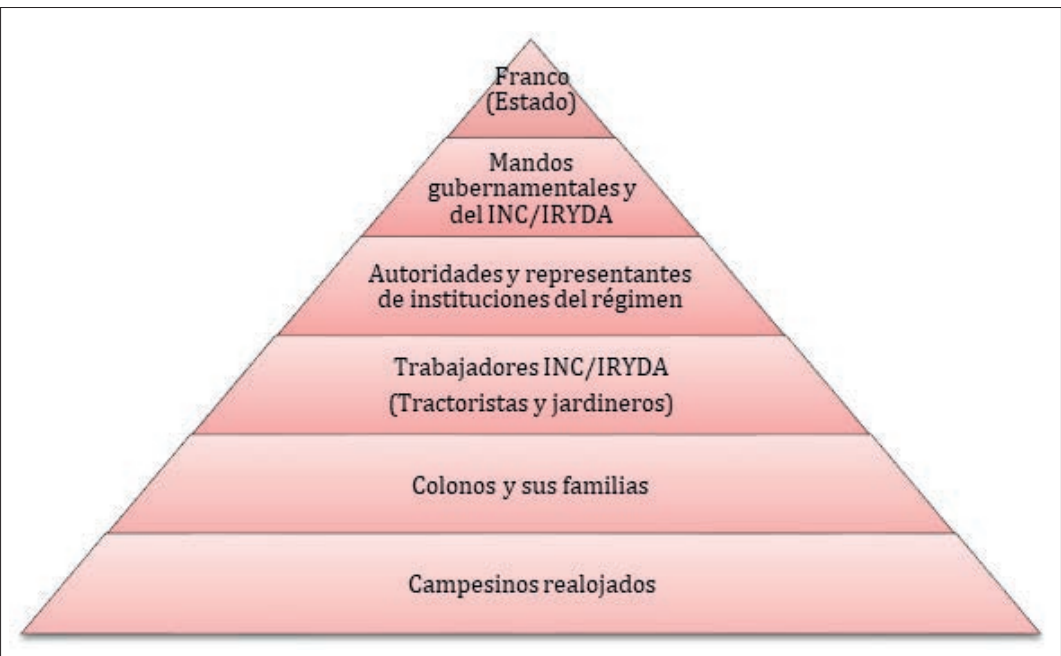 Franco
(Estado)
Mandos
gubernamentales y
del INC/IRYDA
Autoridades y representantes
de instituciones del régimen
Trabajadores INC/IRYDA
(Tractoristas y jardineros)
Colonos y sus familias
Campesinos realojados